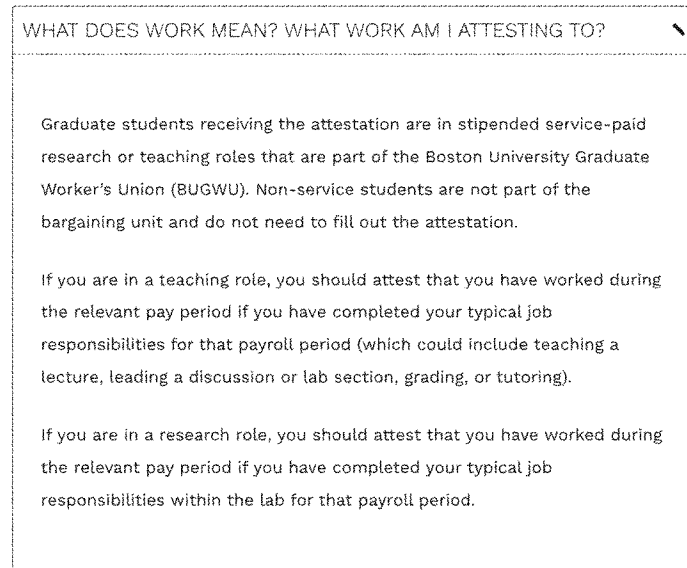 WHAT DOES WORK MEAN? WHAT WORK AM I ATTESTING TO?
Graduate students receiving the attestation are in stipended service-paid
research or teaching roles that are part of the Boston University Graduate
Worker's Union (BUGWU). Non-service students are not part of the
bargaining unit and do not need to fill out the attestation.
If you are in a teaching role, you should attest that you have worked during
the relevant pay period if you have completed your typical job
responsibilities for that payroll period (which could include teaching a
lecture, leading a discussion or lab section, grading, or tutoring).
If you are in a research role, you should attest that you have worked during
the relevant pay period if you have completed your typical job
responsibilities within the lab for that payroll period.